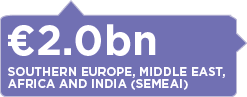 €2.0bn
SOUTHERN EUROPE, MIDDLE EAST,
AFRICA AND INDIA (SEMEAI)